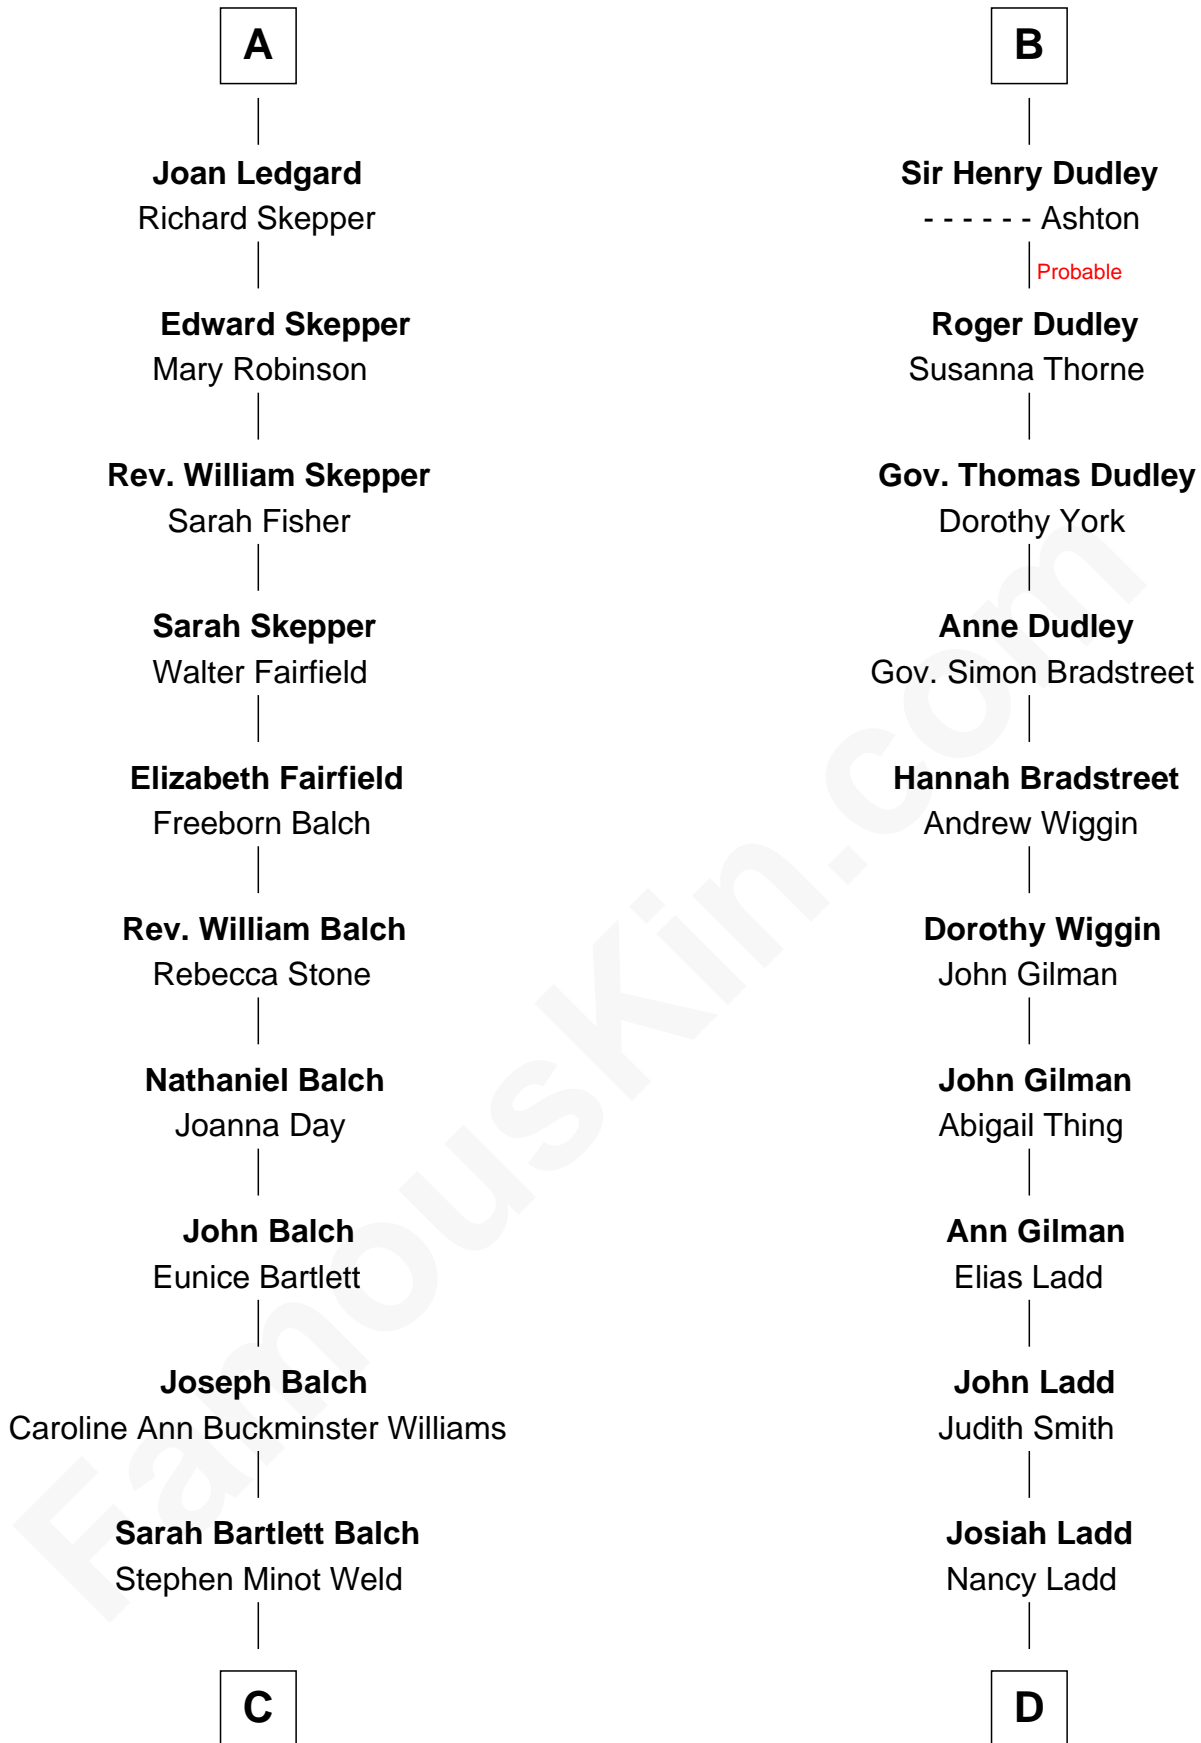 A
Joan Ledgard
Richard Skepper
Edward Skepper
Mary Robinson
Rev. William Skepper
Sarah Fisher
Sarah Skepper
Walter Fairfield
Elizabeth Fairfield
Freeborn Balch
Rev. William Balch
Rebecca Stone
Nathaniel Balch
Joanna Day
John Balch
Eunice Bartlett
Joseph Balch
Caroline Ann Buckminster Williams
Sarah Bartlett Balch
Stephen Minot Weld
C
B
Sir Henry Dudley
- - - - - - Ashton
Probable
Roger Dudley
Susanna Thorne
Gov. Thomas Dudley
Dorothy York
Anne Dudley
Gov. Simon Bradstreet
Hannah Bradstreet
Andrew Wiggin
Dorothy Wiggin
John Gilman
John Gilman
Abigail Thing
Ann Gilman
Elias Ladd
John Ladd
Judith Smith
Josiah Ladd
Nancy Ladd
D
FamousKin.com